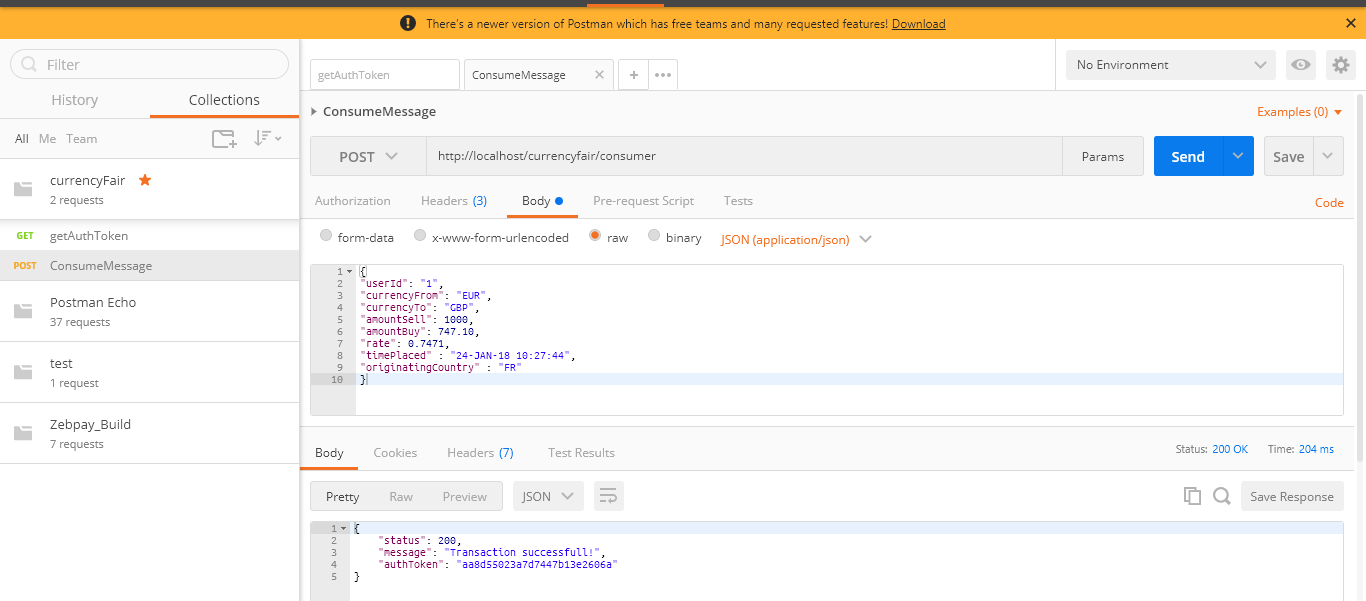 There's a newer version of Postman which has free teams and many requested features! Download
Filter
History Collections
All Me Team
currencyFair
2 requests
GET getAuthToken
POST ConsumeMessage
Postman Echo
37 requests
test
1 request
Zebpay_Build
7 requests
getAuthToken ConsumeMessage
No Environment
ConsumeMessage
Examples (0)
POST http://localhost/currencyfair/consumer Params Send Save
Authorization Headers (3) Body Pre-request Script Tests Code
form-data x-www-form-urlencoded raw binary JSON (application/json)
1 {
2 "userId": "1",
3 "currencyFrom": "EUR",
4 "currencyTo": "GBP",
5 "amountSell": 1000,
6 "amountBuy": 747.10,
7 "rate": 0.7471,
8 "timePlaced" : "24-JAN-18 10:27:44",
9 "originatingCountry" : "FR"
10 }
Body Cookies Headers (7) Test Results Status: 200 OK Time: 204 ms
Pretty Raw Preview JSON Save Response
1 {
2 "status": 200,
3 "message": "Transaction successfull!",
4 "authToken": "aa8d55023a7d7447b13e2606a"
5 }